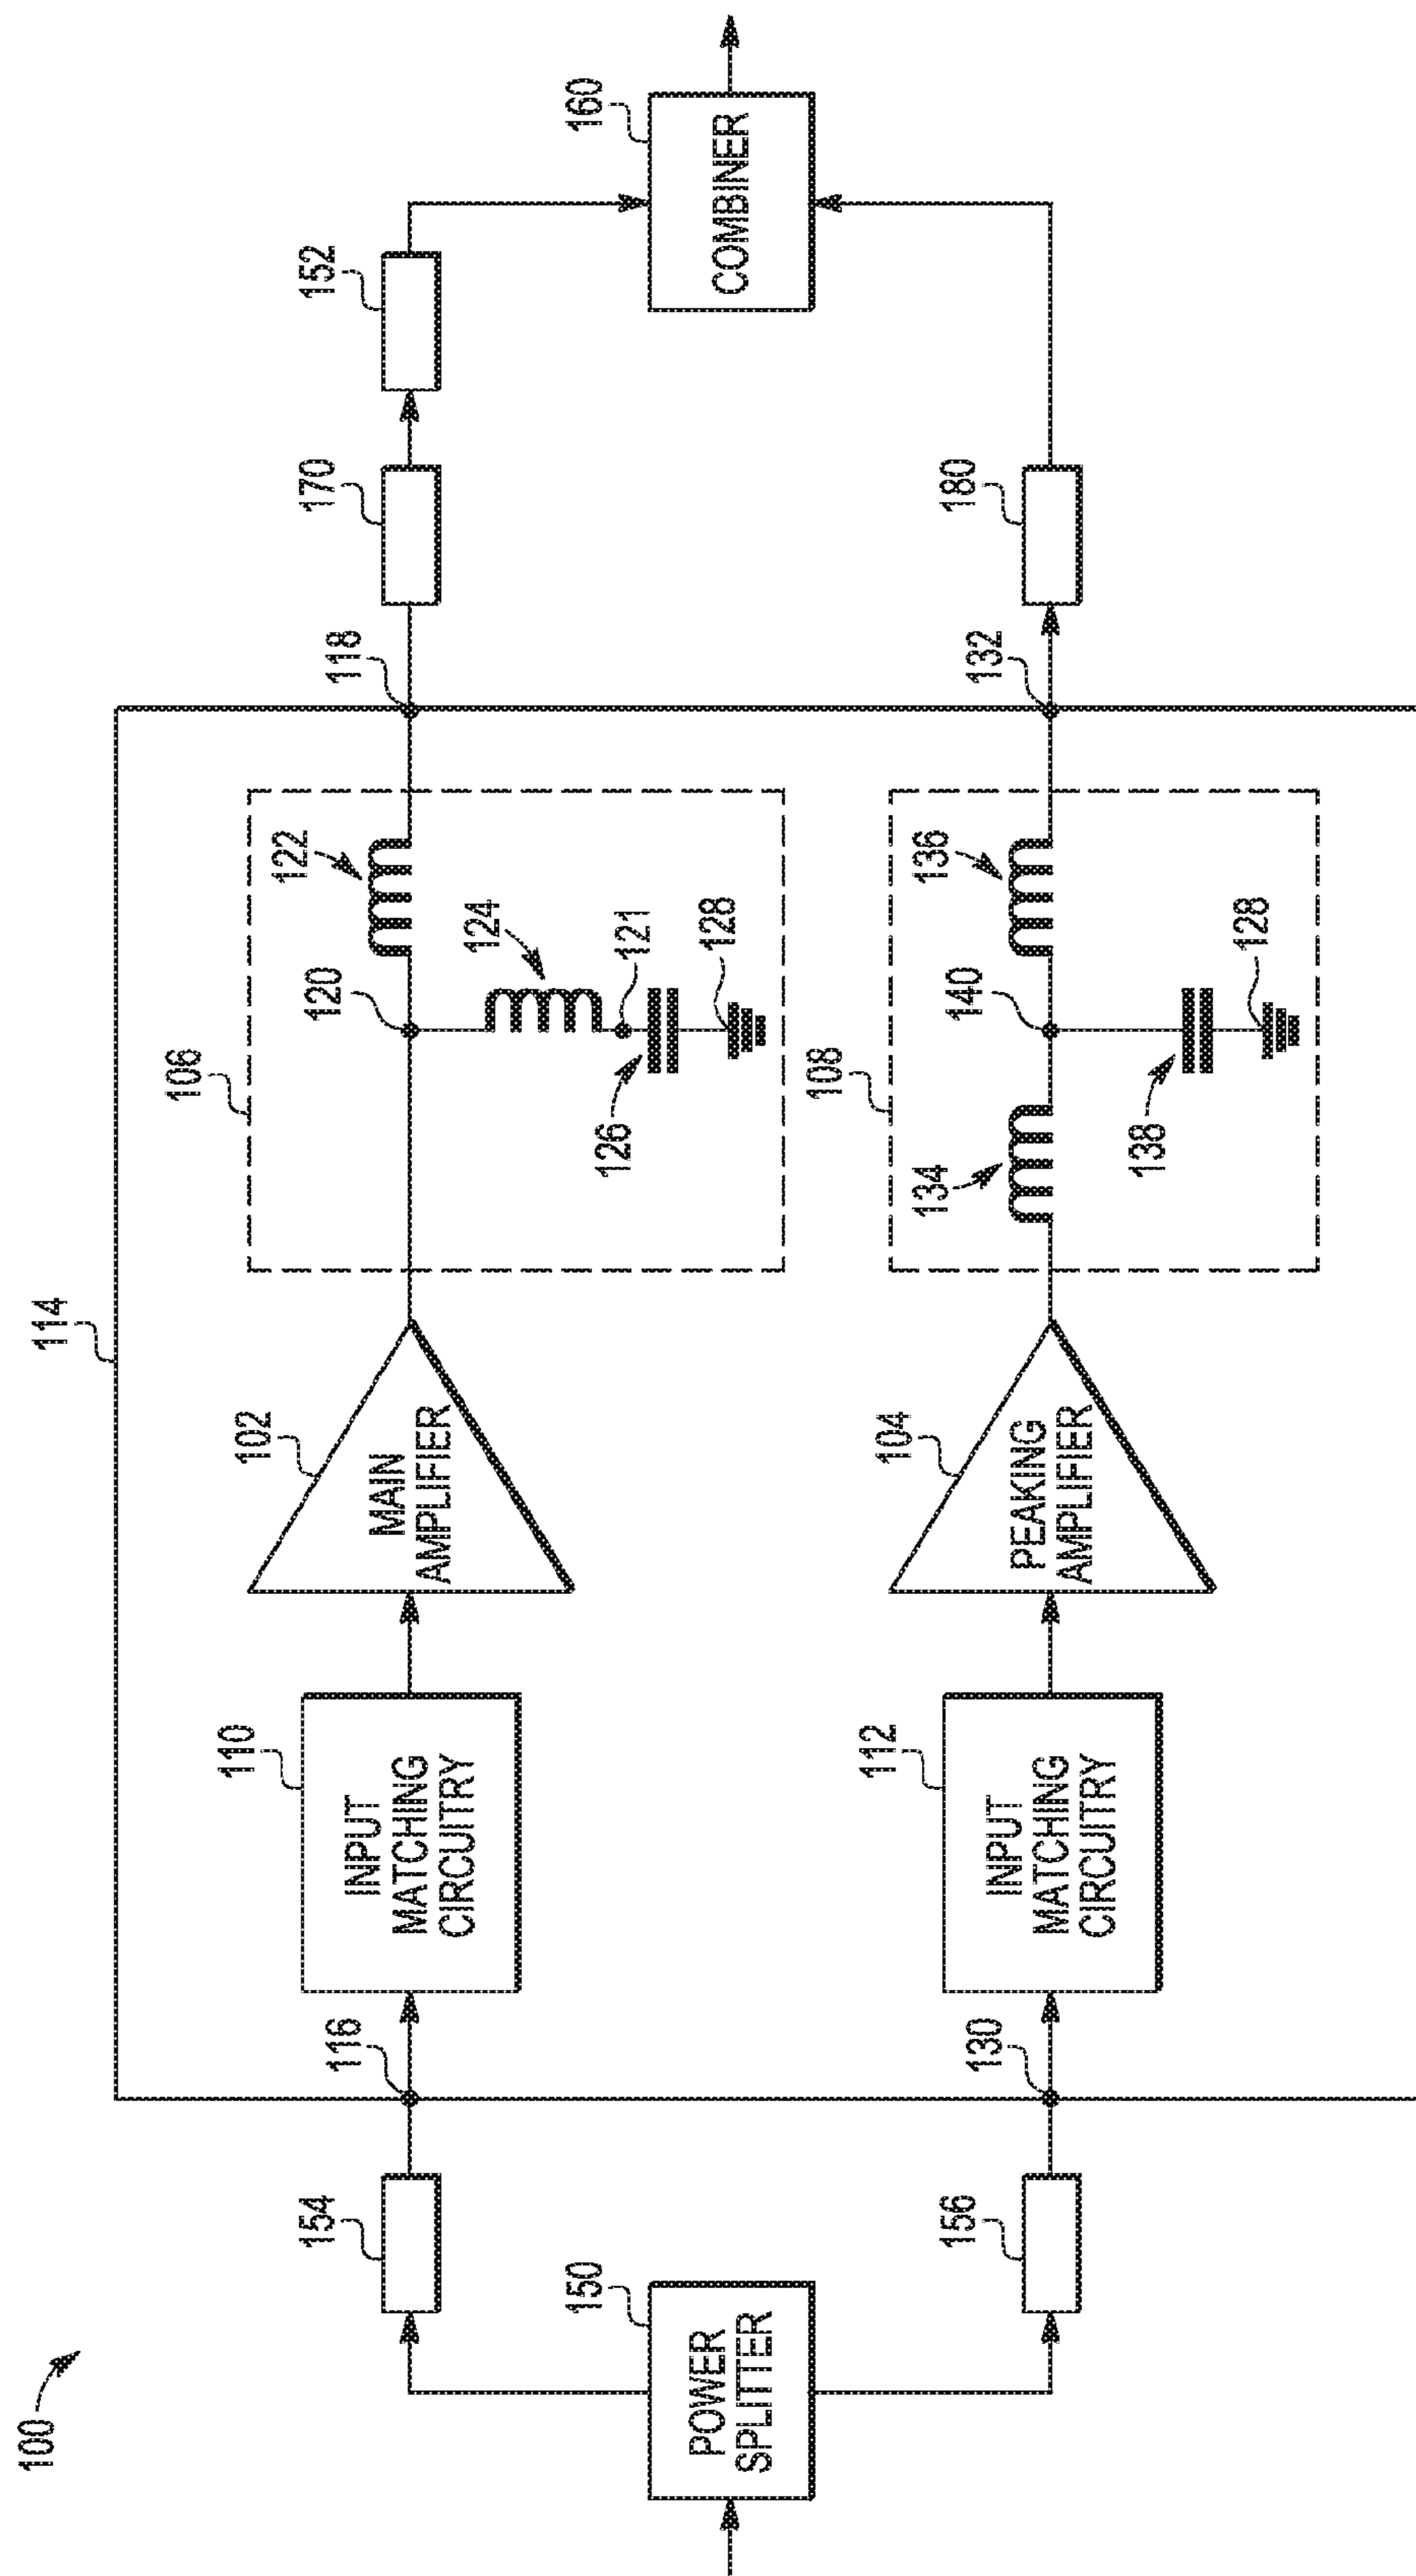 100
114
116
110
INPUT
MATCHING
CIRCUITRY
102
MAIN
AMPLIFIER
106
120
122
124
121
126
128
118
170
152
154
150
POWER
SPLITTER
160
COMBINER
156
130
112
INPUT
MATCHING
CIRCUITRY
104
PEAKING
AMPLIFIER
108
134
140
136
138
128
132
180